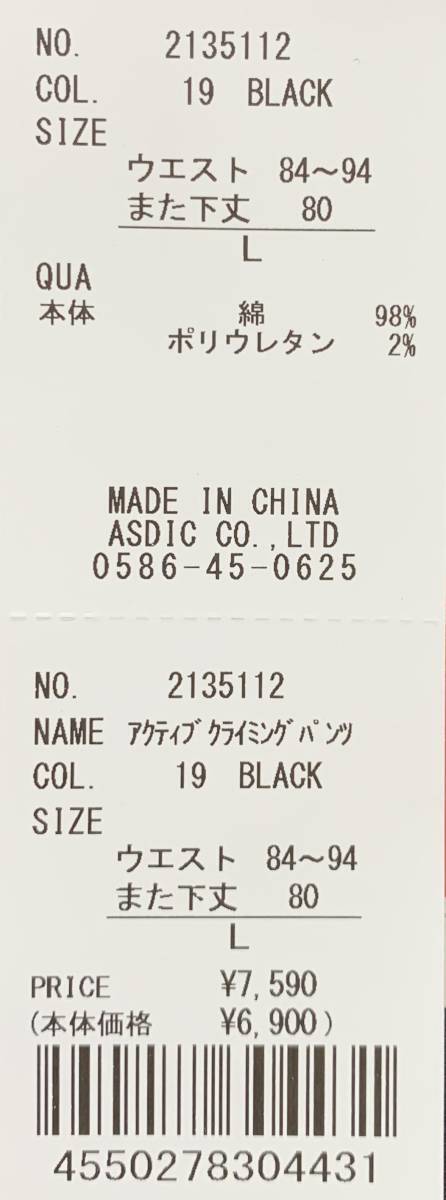 NO. 2135112
COL. 19 BLACK
SIZE
ウエスト 84～94
また下丈 80
L
QUA
本体 綿 98%
ポリウレタン 2%
MADE IN CHINA
ASDIC CO.,LTD
0586-45-0625
NO. 2135112
NAME ｱｸﾃｨﾌﾞｸﾗｲﾐﾝｸﾞﾊﾟﾝﾂ
COL. 19 BLACK
SIZE
ウエスト 84～94
また下丈 80
L
PRICE ¥7,590
(本体価格 ¥6,900)
4550278304431